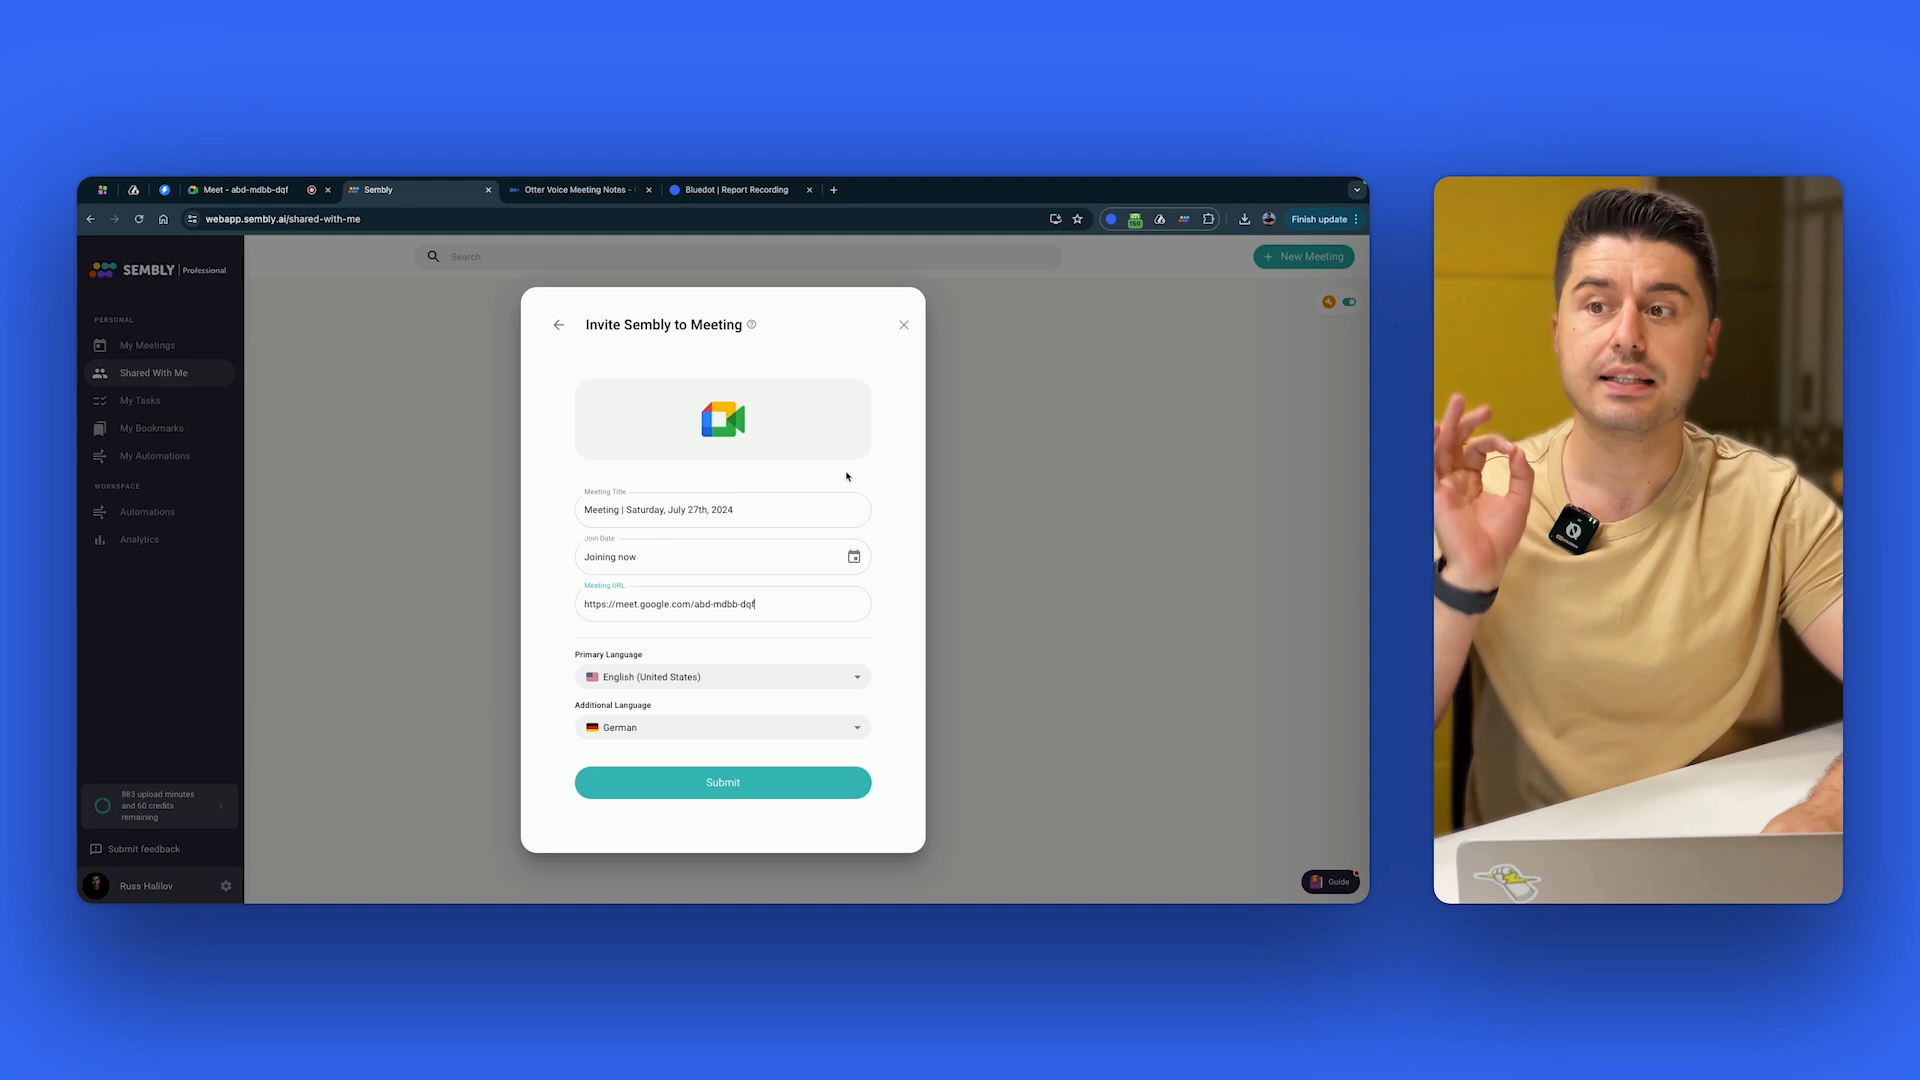 Meet - abd-mdbb-dqf
Sembly
Otter Voice Meeting Notes - (
Bluedot | Report Recording
webapp.sembly.ai/shared-with-me
Finish update
SEMBLY | Professional
Search
+ New Meeting
PERSONAL
My Meetings
Shared With Me
My Tasks
My Bookmarks
My Automations
WORKSPACE
Automations
Analytics
883 upload minutes
and 60 credits
remaining
Submit feedback
Russ Halilov
Invite Sembly to Meeting
Meeting Title
Meeting | Saturday, July 27th, 2024
Join Date
Joining now
Meeting URL
https://meet.google.com/abd-mdbb-dqf
Primary Language
English (United States)
Additional Language
German
Submit
Guide